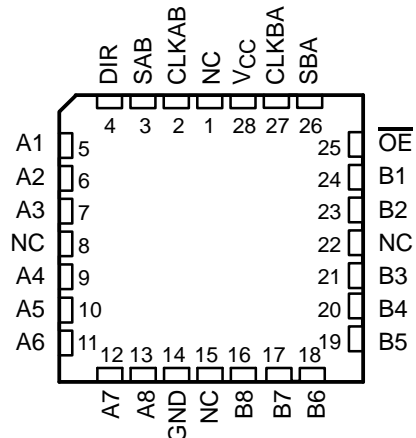 DIR SAB CLKAB NC VCC CLKBA SBA
4 3 2 1 28 27 26
A1 5 25 OE
A2 6 24 B1
A3 7 23 B2
NC 8 22 NC
A4 9 21 B3
A5 10 20 B4
A6 11 19 B5
12 13 14 15 16 17 18
A7 A8 GND NC B8 B7 B6